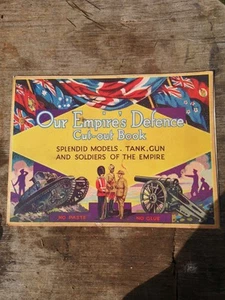 Our Empire's Defence
Cut-out Book
SPLENDID MODELS. TANK, GUN
AND SOLDIERS OF THE EMPIRE
NO PASTE
NO GLUE